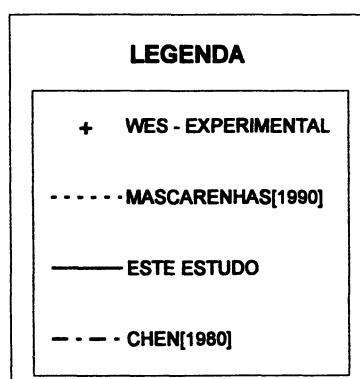 LEGENDA
+ WES - EXPERIMENTAL
MASCARENHAS[1990]
ESTE ESTUDO
CHEN[1980]